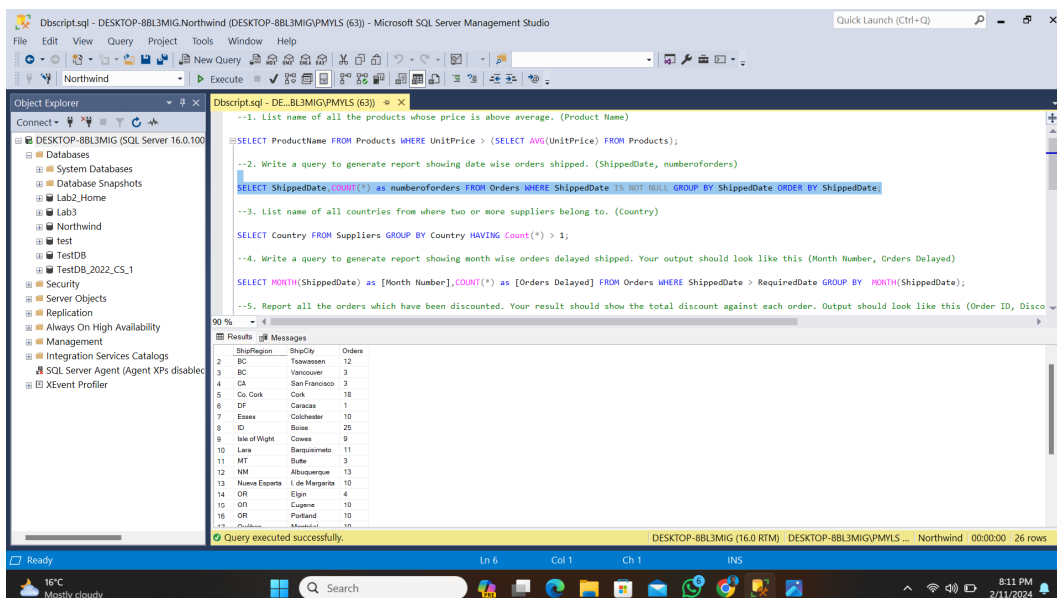 Dbscript.sql - DESKTOP-8BL3MIG.Northwind (DESKTOP-8BL3MIG\PMYLS (63)) - Microsoft SQL Server Management Studio
Quick Launch (Ctrl+Q)
File Edit View Query Project Tools Window Help
New Query
Northwind
Execute
Object Explorer
Connect
DESKTOP-8BL3MIG (SQL Server 16.0.100
Databases
System Databases
Database Snapshots
Lab2_Home
Lab3
Northwind
test
TestDB
TestDB_2022_CS_1
Security
Server Objects
Replication
Always On High Availability
Management
Integration Services Catalogs
SQL Server Agent (Agent XPs disablec
XEvent Profiler
Dbscript.sql - DE...BL3MIG\PMYLS (63))
--1. List name of all the products whose price is above average. (Product Name)
SELECT ProductName FROM Products WHERE UnitPrice > (SELECT AVG(UnitPrice) FROM Products);
--2. Write a query to generate report showing date wise orders shipped. (ShippedDate, numberoforders)
SELECT ShippedDate,COUNT(*) as numberoforders FROM Orders WHERE ShippedDate IS NOT NULL GROUP BY ShippedDate ORDER BY ShippedDate;
--3. List name of all countries from where two or more suppliers belong to. (Country)
SELECT Country FROM Suppliers GROUP BY Country HAVING Count(*) > 1;
--4. Write a query to generate report showing month wise orders delayed shipped. Your output should look like this (Month Number, Orders Delayed)
SELECT MONTH(ShippedDate) as [Month Number],COUNT(*) as [Orders Delayed] FROM Orders WHERE ShippedDate > RequiredDate GROUP BY MONTH(ShippedDate);
--5. Report all the orders which have been discounted. Your result should show the total discount against each order. Output should look like this (Order ID, Disco
90 %
Results Messages
ShipRegion ShipCity Orders
2 BC Tsawassen 12
3 BC Vancouver 3
4 CA San Francisco 3
5 Co. Cork Cork 18
6 DF Caracas 1
7 Essex Colchester 10
8 ID Boise 25
9 Isle of Wight Cowes 9
10 Lara Barquisimeto 11
11 MT Butte 3
12 NM Albuquerque 13
13 Nueva Esparta I. de Margarita 10
14 OR Elgin 4
15 OR Eugene 10
16 OR Portland 10
Query executed successfully.
DESKTOP-8BL3MIG (16.0 RTM) DESKTOP-8BL3MIG\PMYLS ... Northwind 00:00:00 26 rows
Ready Ln 6 Col 1 Ch 1 INS
16°C
Mostly cloudy
Search
8:11 PM
2/11/2024